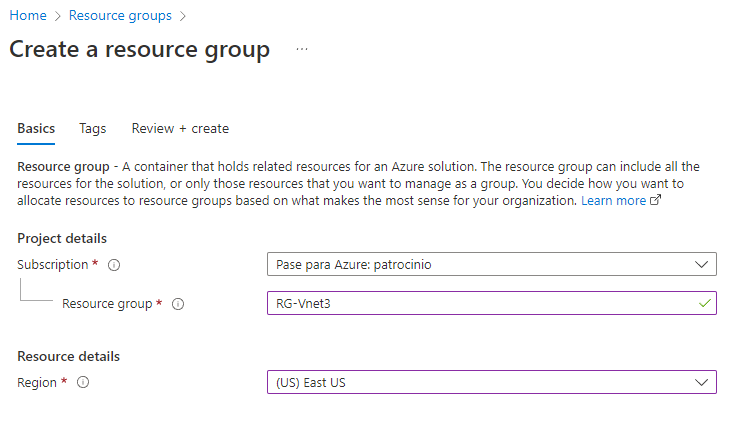 Home > Resource groups >
Create a resource group ...
Basics Tags Review + create
Resource group - A container that holds related resources for an Azure solution. The resource group can include all the
resources for the solution, or only those resources that you want to manage as a group. You decide how you want to
allocate resources to resource groups based on what makes the most sense for your organization. Learn more
Project details
Subscription * Pase para Azure: patrocinio
Resource group * RG-Vnet3
Resource details
Region * (US) East US